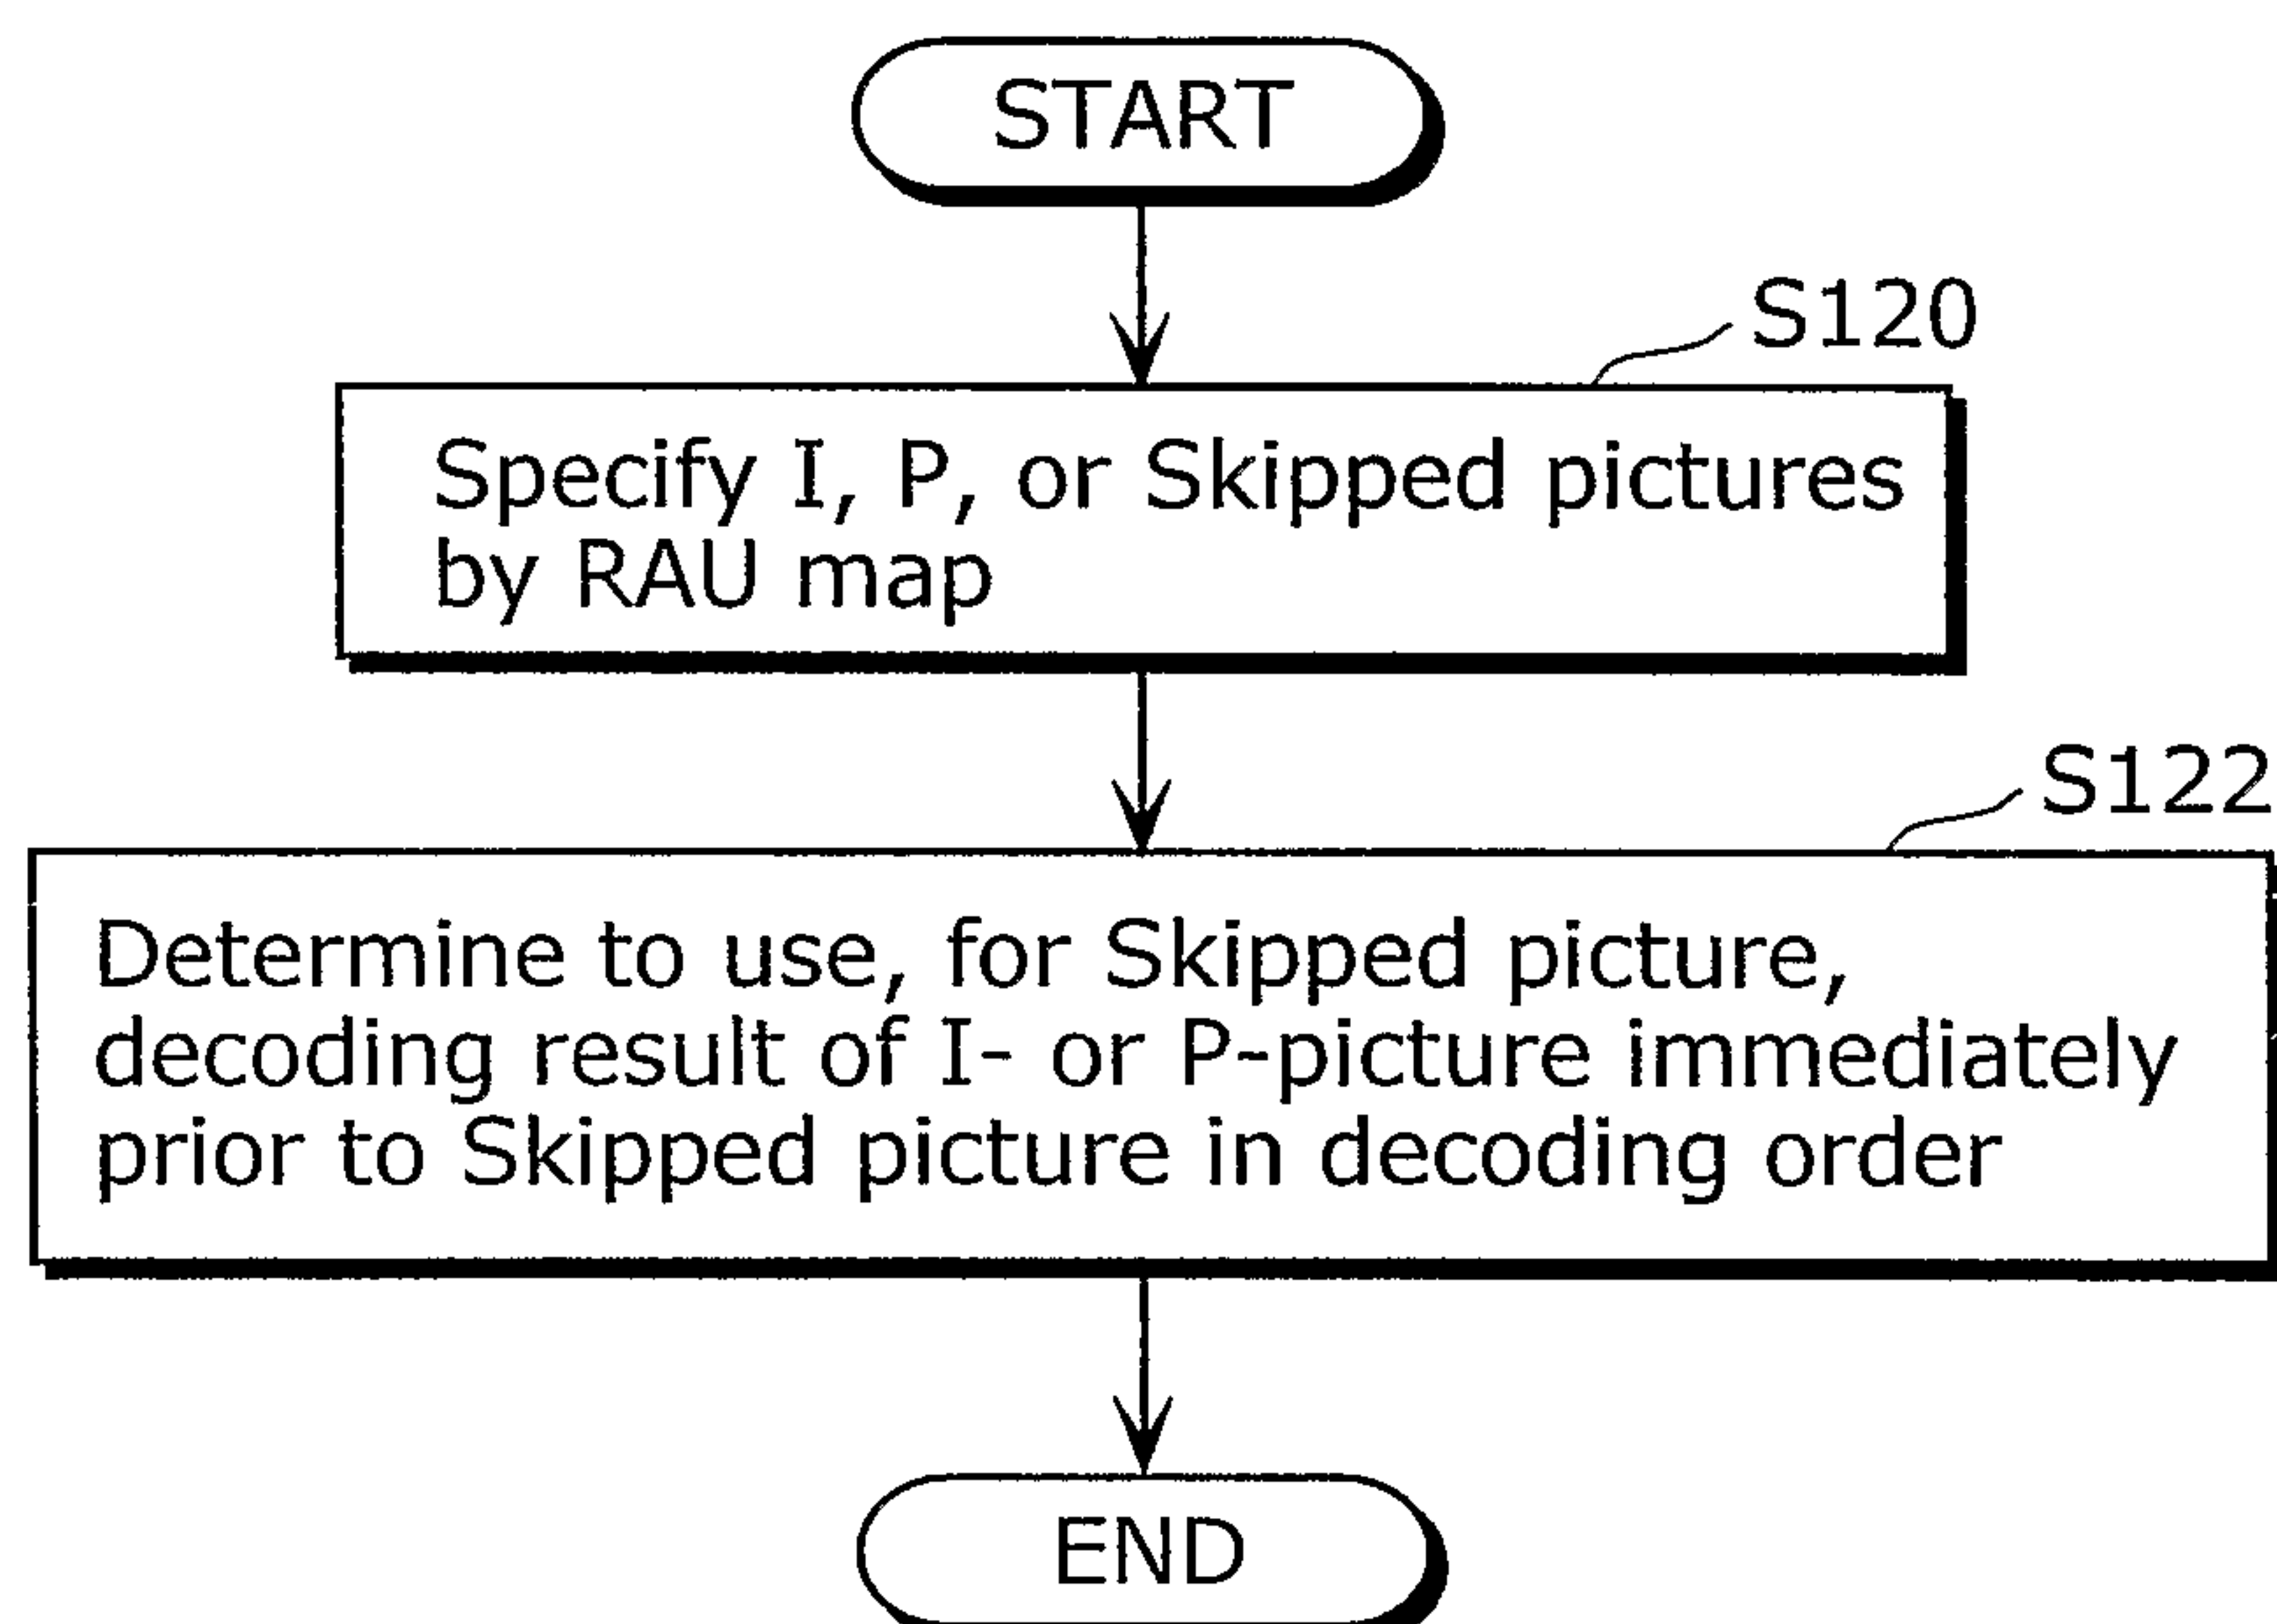 START
S120
Specify I, P, or Skipped pictures
by RAU map
S122
Determine to use, for Skipped picture,
decoding result of I- or P-picture immediately
prior to Skipped picture in decoding order
END